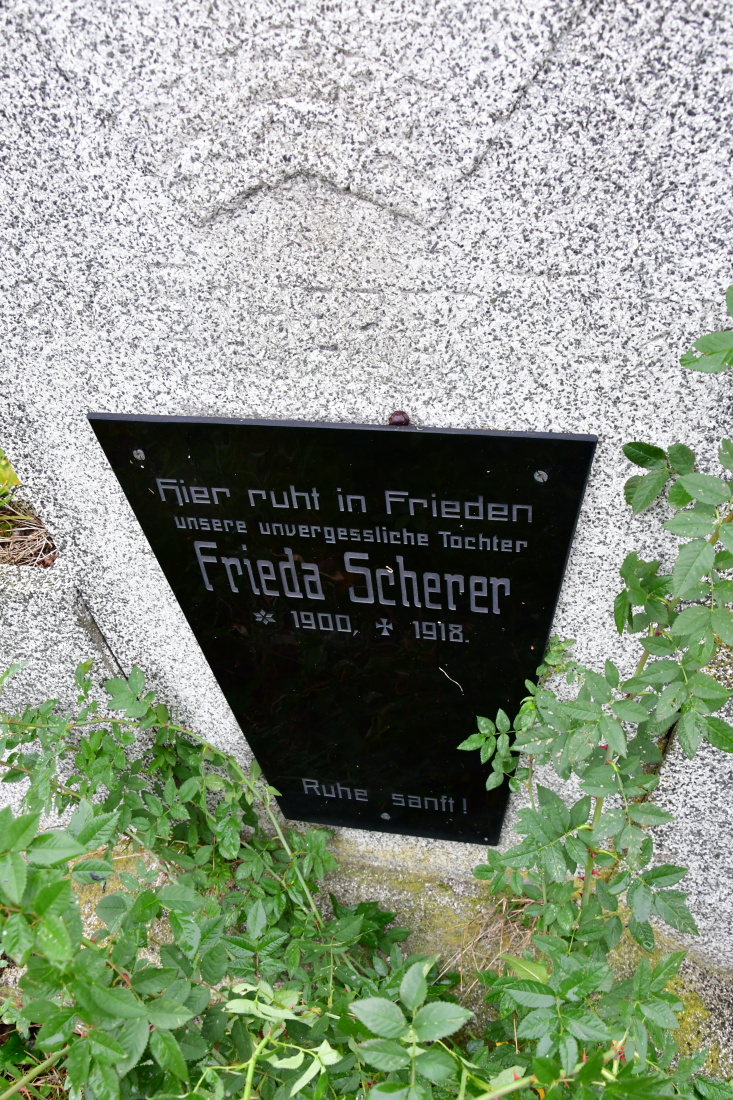 Hier ruht in Frieden
unsere unvergessliche Tochter
Frieda Scherer
* 1900, ✠ 1918.
Ruhe sanft!